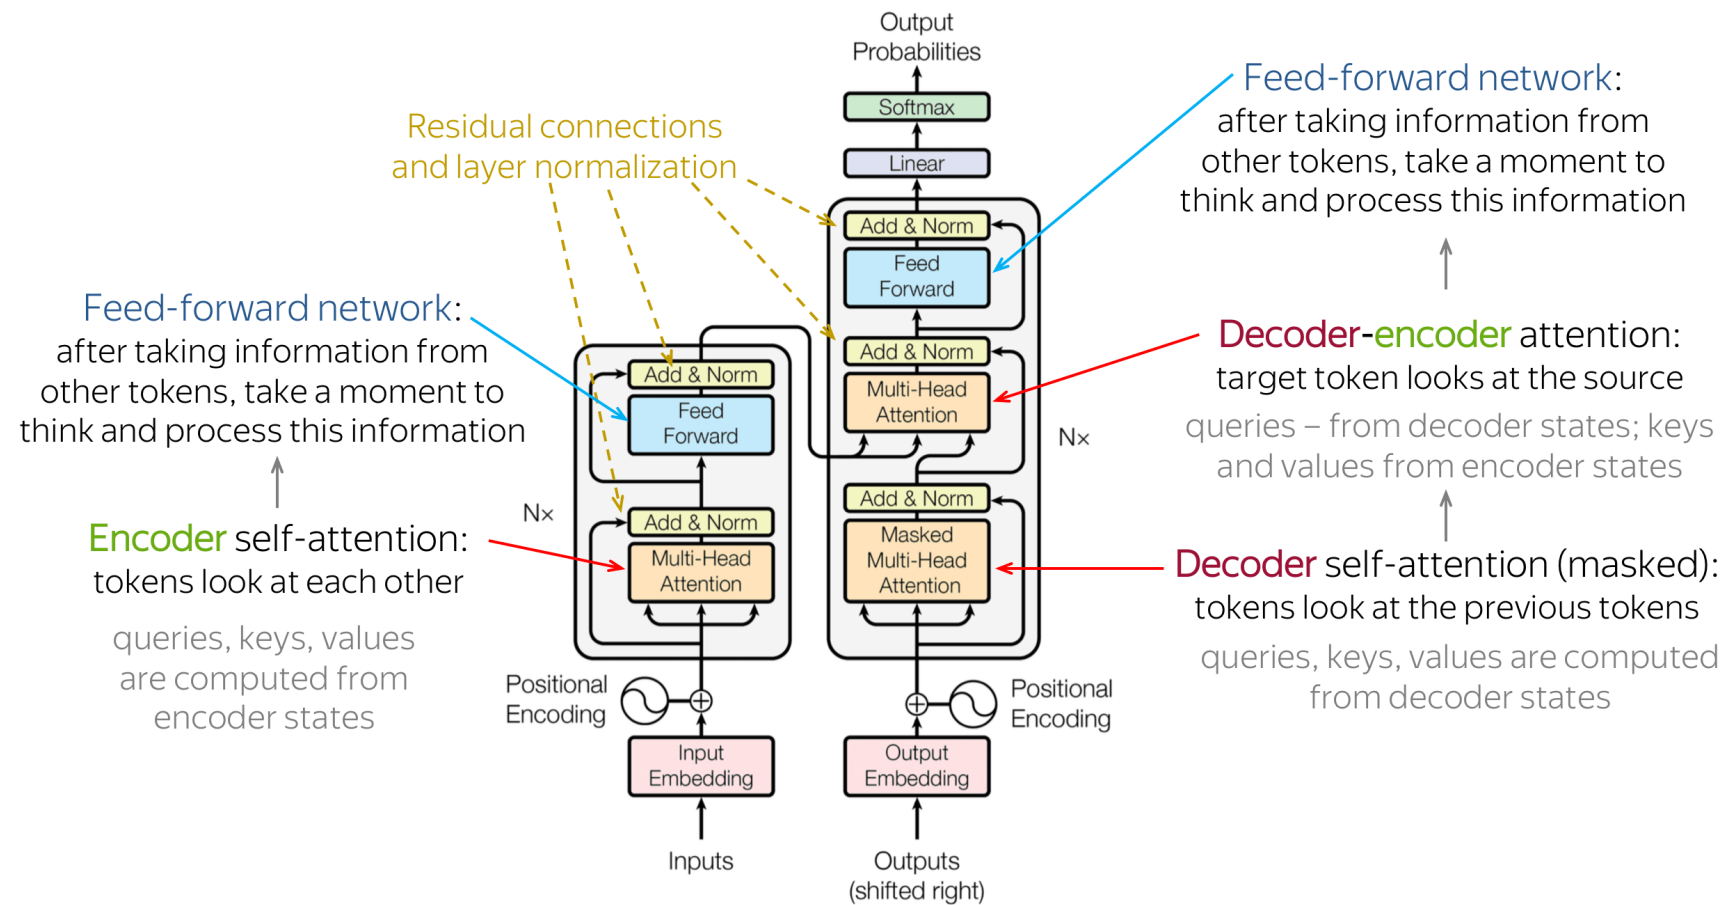 Output
Probabilities
Softmax
Linear
Add & Norm
Feed
Forward
Add & Norm
Multi-Head
Attention
Add & Norm
Masked
Multi-Head
Attention
N×
Positional
Encoding
Output
Embedding
Outputs
(shifted right)
Residual connections
and layer normalization
Add & Norm
Feed
Forward
Add & Norm
Multi-Head
Attention
N×
Positional
Encoding
Input
Embedding
Inputs
Feed-forward network:
after taking information from
other tokens, take a moment to
think and process this information
Encoder self-attention:
tokens look at each other
queries, keys, values
are computed from
encoder states
Feed-forward network:
after taking information from
other tokens, take a moment to
think and process this information
Decoder-encoder attention:
target token looks at the source
queries – from decoder states; keys
and values from encoder states
Decoder self-attention (masked):
tokens look at the previous tokens
queries, keys, values are computed
from decoder states